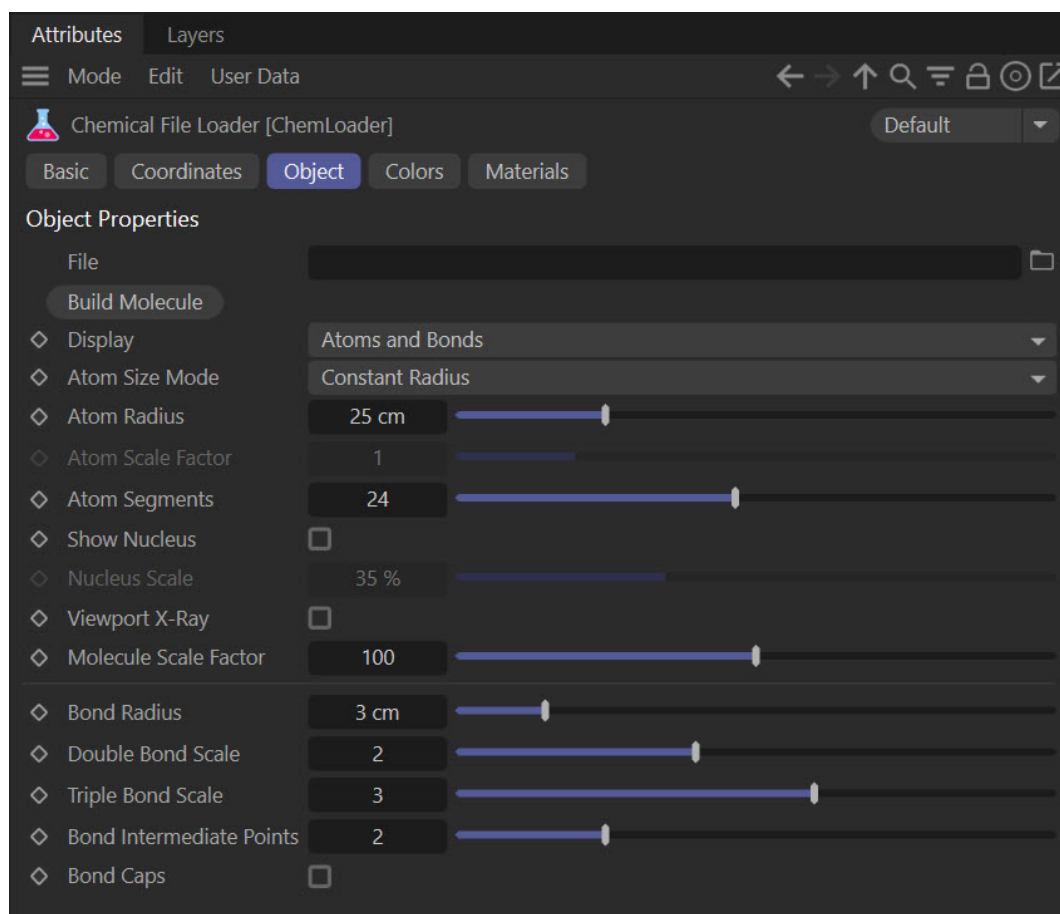 Attributes Layers
Mode Edit User Data
Chemical File Loader [ChemLoader] Default
Basic Coordinates Object Colors Materials
Object Properties
File
Build Molecule
Display Atoms and Bonds
Atom Size Mode Constant Radius
Atom Radius 25 cm
Atom Scale Factor 1
Atom Segments 24
Show Nucleus
Nucleus Scale 35 %
Viewport X-Ray
Molecule Scale Factor 100
Bond Radius 3 cm
Double Bond Scale 2
Triple Bond Scale 3
Bond Intermediate Points 2
Bond Caps